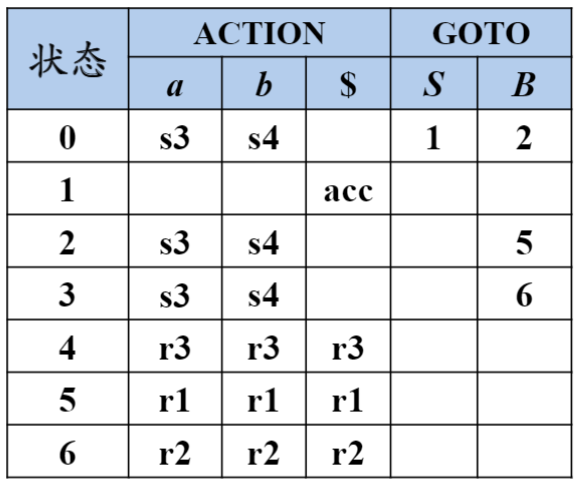 状态 ACTION GOTO
a b $ S B
0 s3 s4 1 2
1 acc
2 s3 s4 5
3 s3 s4 6
4 r3 r3 r3
5 r1 r1 r1
6 r2 r2 r2